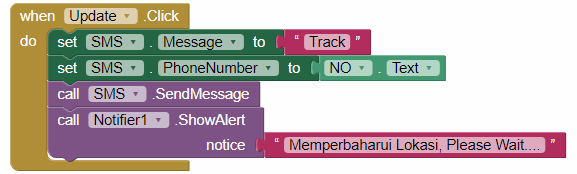 when Update .Click
do set SMS . Message to " Track "
set SMS . PhoneNumber to NO . Text
call SMS .SendMessage
call Notifier1 .ShowAlert
notice " Memperbaharui Lokasi, Please Wait.... "